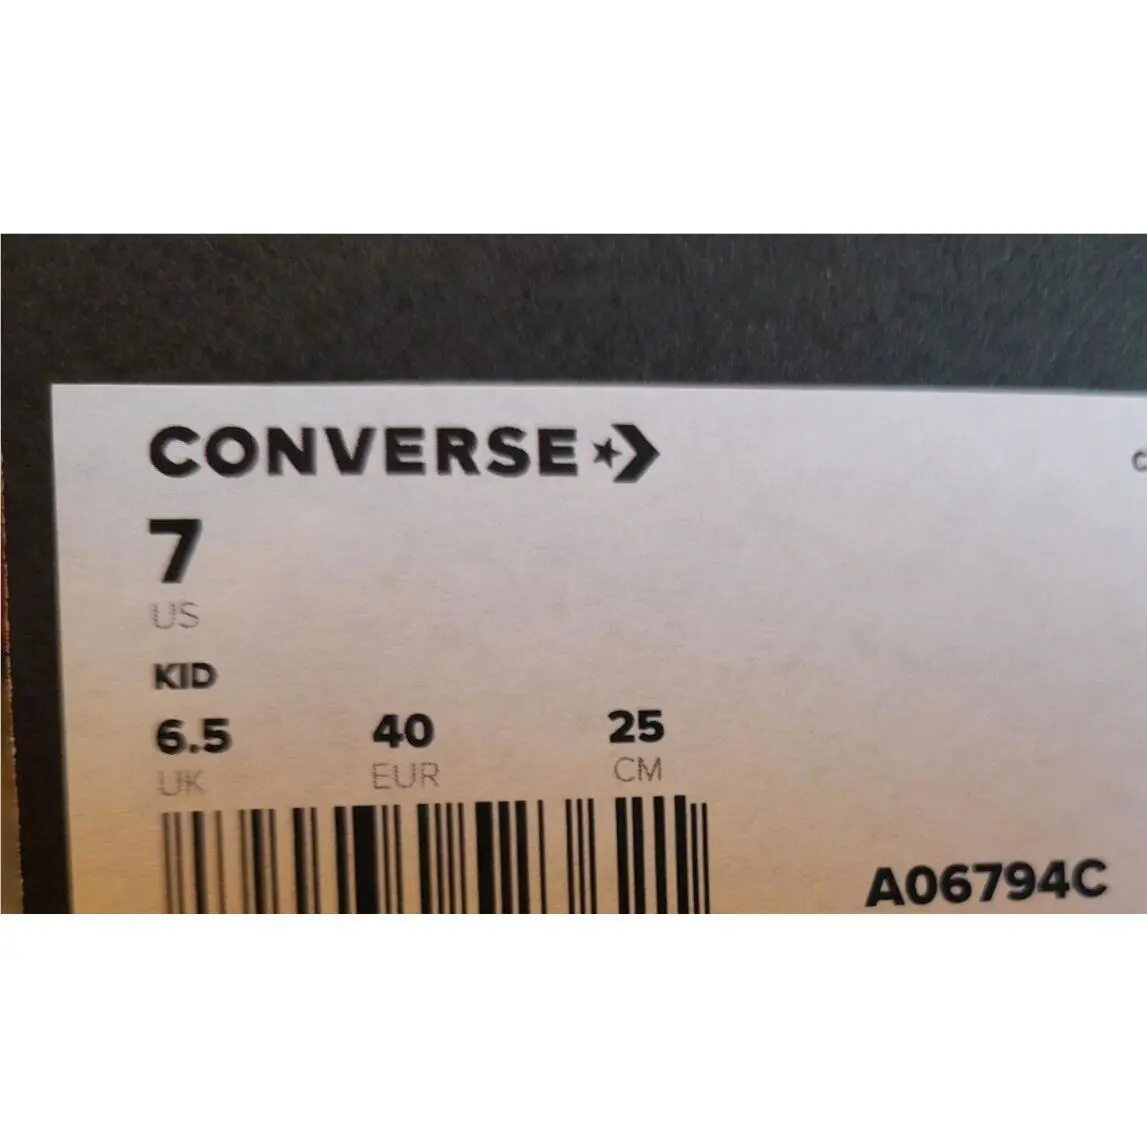 CONVERSE
7
US
KID
6.5 40 25
UK EUR CM
A06794C